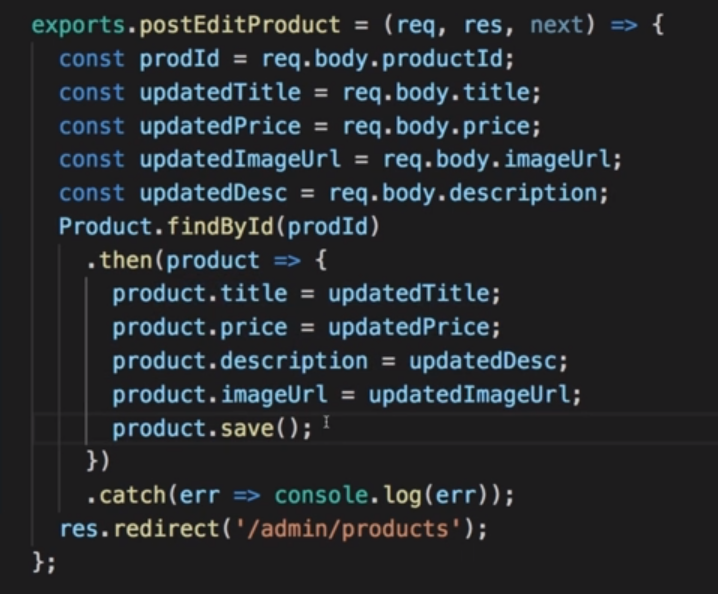 exports.postEditProduct = (req, res, next) => {
  const prodId = req.body.productId;
  const updatedTitle = req.body.title;
  const updatedPrice = req.body.price;
  const updatedImageUrl = req.body.imageUrl;
  const updatedDesc = req.body.description;
  Product.findById(prodId)
    .then(product => {
      product.title = updatedTitle;
      product.price = updatedPrice;
      product.description = updatedDesc;
      product.imageUrl = updatedImageUrl;
      product.save();
    })
    .catch(err => console.log(err));
  res.redirect('/admin/products');
};